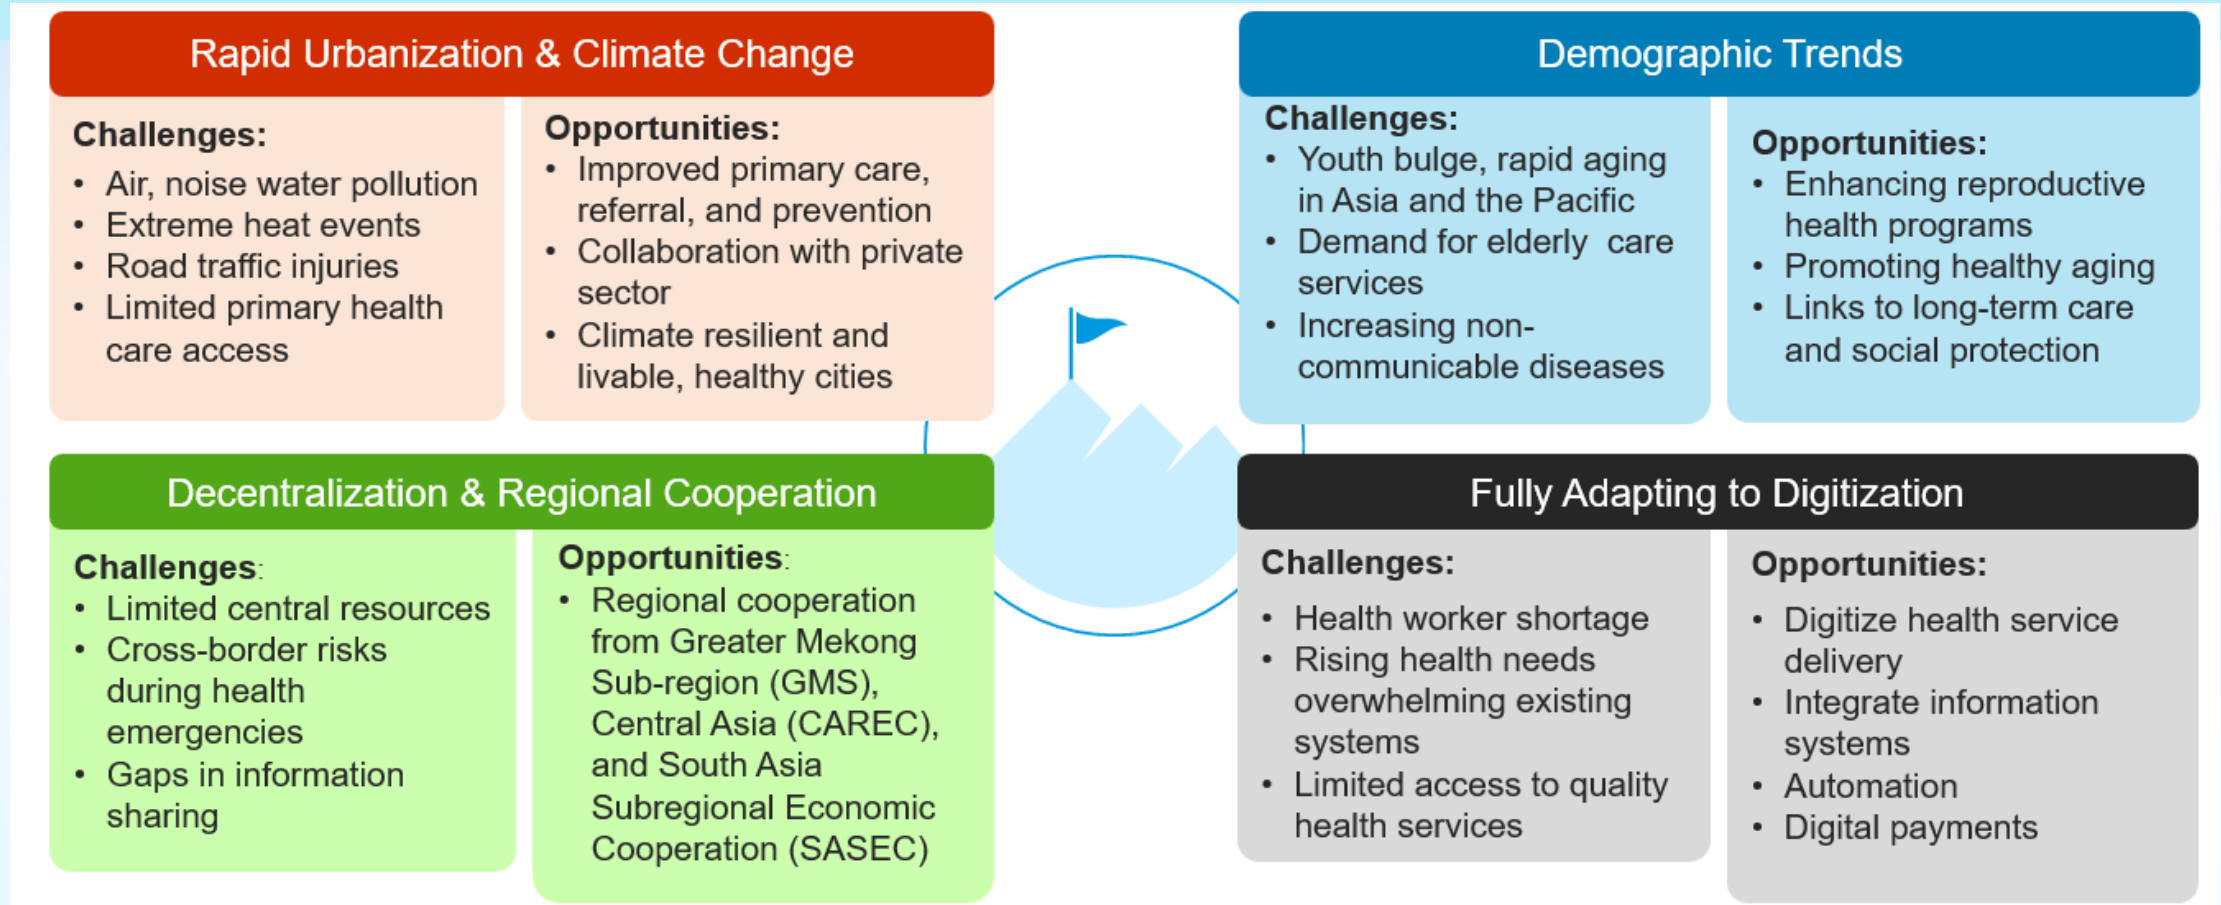 Rapid Urbanization & Climate Change
Challenges:
• Air, noise water pollution
• Extreme heat events
• Road traffic injuries
• Limited primary health
care access
Opportunities:
• Improved primary care,
referral, and prevention
• Collaboration with private
sector
• Climate resilient and
livable, healthy cities
Demographic Trends
Challenges:
• Youth bulge, rapid aging
in Asia and the Pacific
• Demand for elderly  care
services
• Increasing non-
communicable diseases
Opportunities:
• Enhancing reproductive
health programs
• Promoting healthy aging
• Links to long-term care
and social protection
Decentralization & Regional Cooperation
Challenges:
• Limited central resources
• Cross-border risks
during health
emergencies
• Gaps in information
sharing
Opportunities:
• Regional cooperation
from Greater Mekong
Sub-region (GMS),
Central Asia (CAREC),
and South Asia
Subregional Economic
Cooperation (SASEC)
Fully Adapting to Digitization
Challenges:
• Health worker shortage
• Rising health needs
overwhelming existing
systems
• Limited access to quality
health services
Opportunities:
• Digitize health service
delivery
• Integrate information
systems
• Automation
• Digital payments